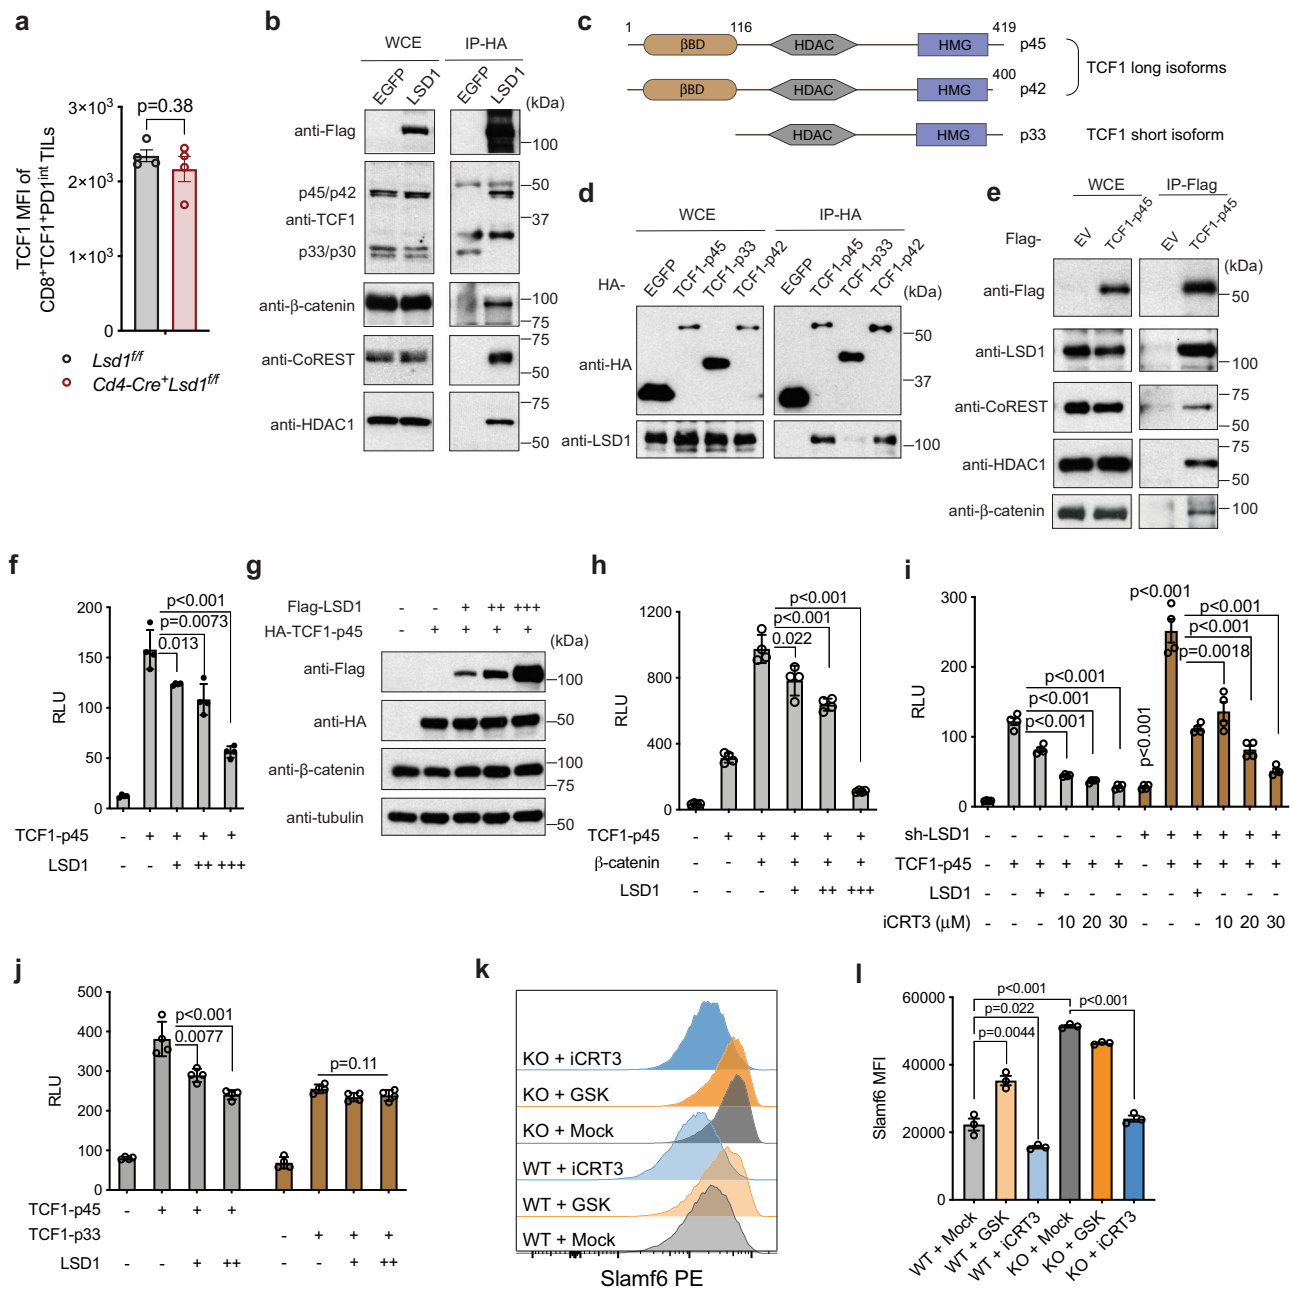 a
p=0.38
3×10³
2×10³
1×10³
0
TCF1 MFI of
CD8⁺TCF1⁺PD1ⁱⁿᵗ TILs
Lsd1f/f
Cd4-Cre⁺Lsd1f/f
b
WCE IP-HA
EGFP LSD1 EGFP LSD1
(kDa)
anti-Flag 100
p45/p42 50
anti-TCF1 37
p33/p30
anti-β-catenin 100
75
anti-CoREST 75
50
anti-HDAC1 75
50
c
1 116 419
βBD HDAC HMG p45
400
βBD HDAC HMG p42
TCF1 long isoforms
HDAC HMG p33 TCF1 short isoform
d
WCE IP-HA
HA- EGFP TCF1-p45 TCF1-p33 TCF1-p42 EGFP TCF1-p45 TCF1-p33 TCF1-p42
(kDa)
50
anti-HA
37
anti-LSD1 100
e
WCE IP-Flag
Flag- EV TCF1-p45 EV TCF1-p45
(kDa)
anti-Flag 50
anti-LSD1 100
anti-CoREST 75
50
anti-HDAC1 75
50
anti-β-catenin 100
f
p<0.001
p=0.0073
0.013
200
150
100
50
0
RLU
TCF1-p45 - + + + +
LSD1 - - + ++ +++
g
Flag-LSD1 - - + ++ +++
HA-TCF1-p45 - + + + +
(kDa)
anti-Flag 100
anti-HA 50
anti-β-catenin 100
75
anti-tubulin 50
h
p<0.001
p<0.001
0.022
1200
800
400
0
RLU
TCF1-p45 - + + + + +
β-catenin - - + + + +
LSD1 - - - + ++ +++
i
p<0.001
p<0.001
p<0.001
p=0.0018
p<0.001
p<0.001
p<0.001
p<0.001
300
200
100
0
RLU
sh-LSD1 - - - - - - + + + + + +
TCF1-p45 - + + + + + - + + + + +
LSD1 - - + - - - - - + - - -
iCRT3 (μM) - - - 10 20 30 - - - 10 20 30
j
p<0.001
0.0077
p=0.11
500
400
300
200
100
0
RLU
TCF1-p45 - + + +
TCF1-p33 - + + +
LSD1 - - + ++ - - + ++
k
KO + iCRT3
KO + GSK
KO + Mock
WT + iCRT3
WT + GSK
WT + Mock
Slamf6 PE
l
p<0.001
p=0.022
p=0.0044
p<0.001
60000
40000
20000
0
Slamf6 MFI
WT + Mock
WT + GSK
WT + iCRT3
KO + Mock
KO + GSK
KO + iCRT3